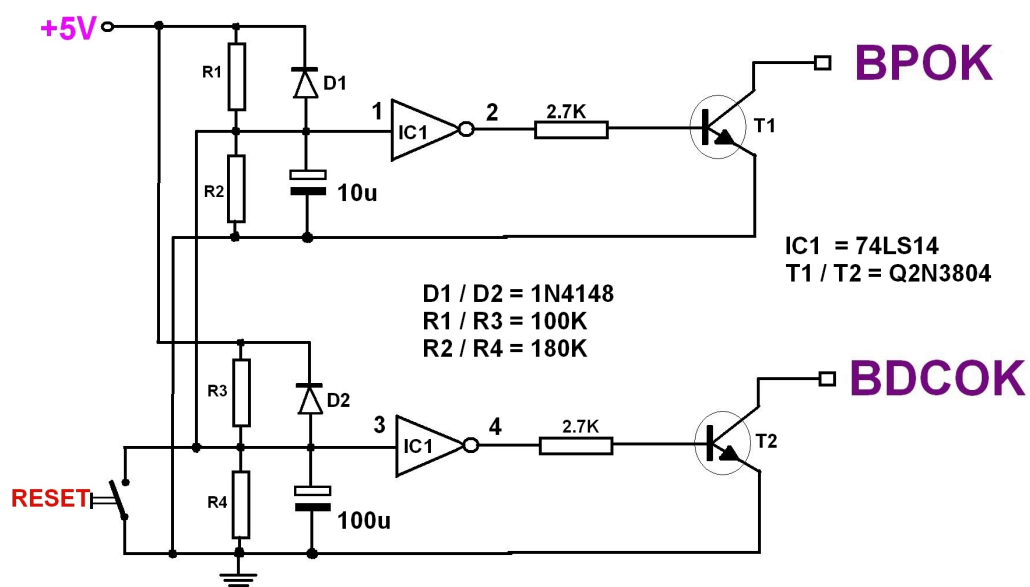 +5V
R1
D1
1
IC1
2
2.7K
T1
BPOK
R2
10u
IC1 = 74LS14
T1 / T2 = Q2N3804
D1 / D2 = 1N4148
R1 / R3 = 100K
R2 / R4 = 180K
R3
D2
3
IC1
4
2.7K
T2
BDCOK
RESET
R4
100u